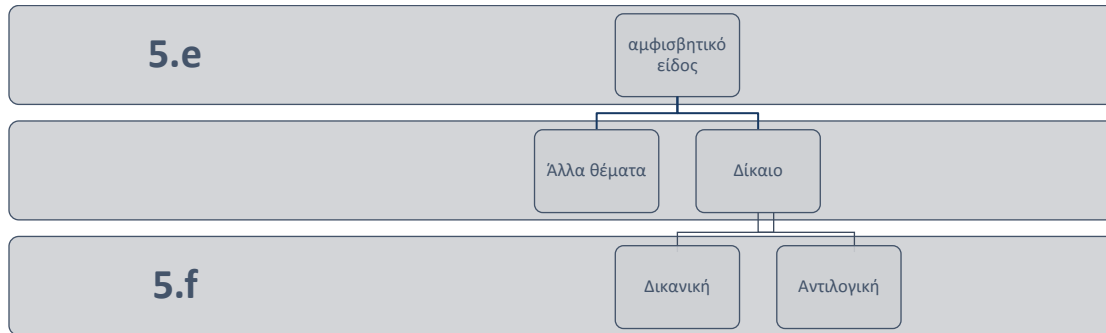 5.e
αμφισβητικό
είδος
Άλλα θέματα
Δίκαιο
5.f
Δικανική
Αντιλογική